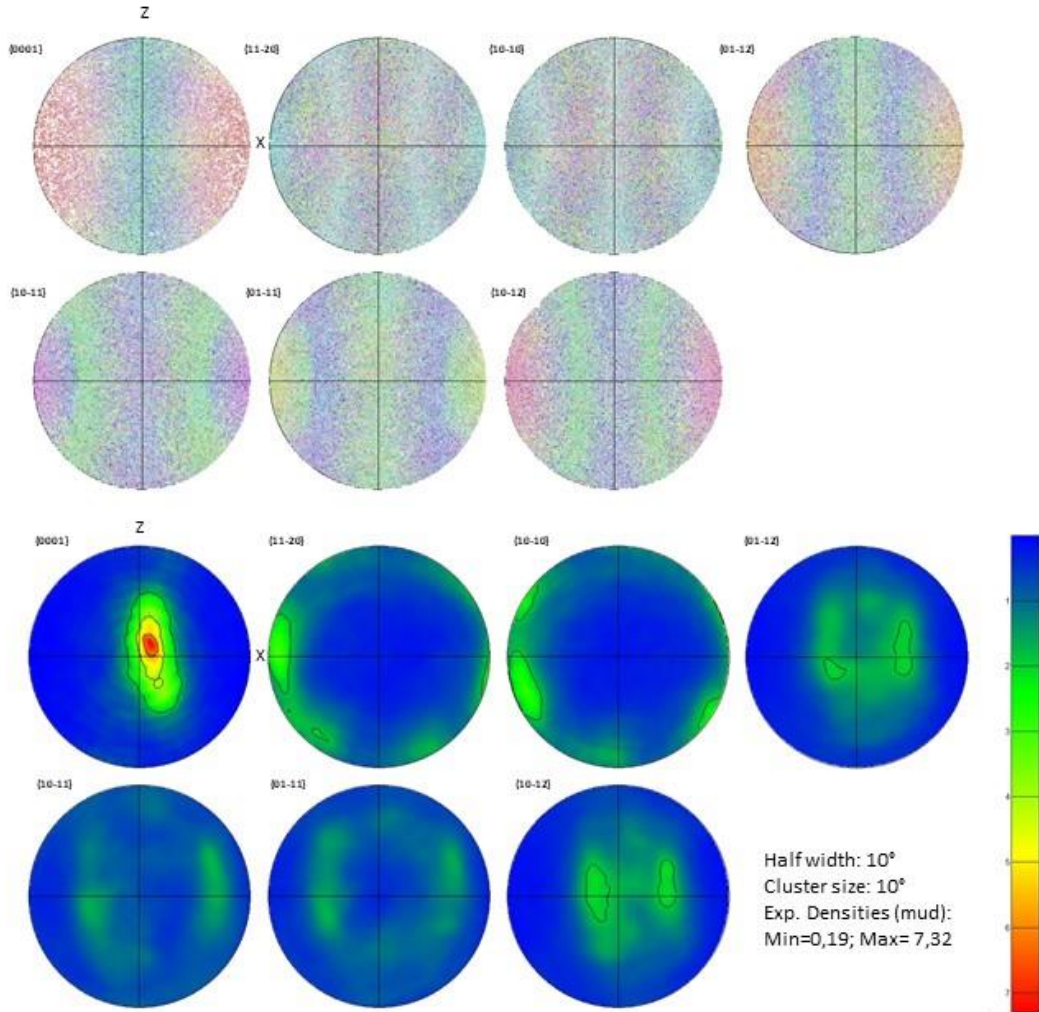 Z
{0001}
{11-20}
{10-10}
{01-12}
X
{10-11}
{01-11}
{10-12}
Z
{0001}
{11-20}
{10-10}
{01-12}
X
{10-11}
{01-11}
{10-12}
1
2
3
4
5
6
7
Half width: 10°
Cluster size: 10°
Exp. Densities (mud):
Min=0,19; Max= 7,32